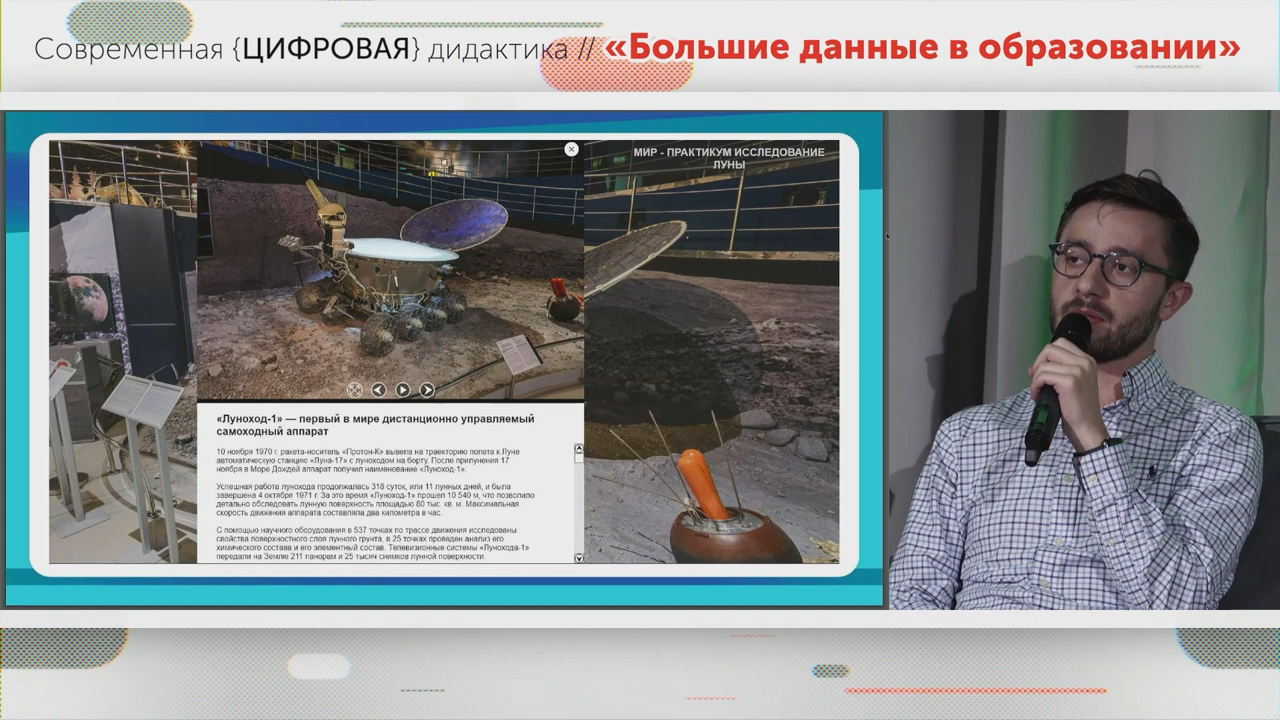 Современная {ЦИФРОВАЯ} дидактика // «Большие данные в образовании»
МИР - ПРАКТИКУМ ИССЛЕДОВАНИЕ
ЛУНЫ
«Луноход-1» — первый в мире дистанционно управляемый
самоходный аппарат
10 ноября 1970 г. ракета-носитель «Протон-К» вывела на траекторию полета к Луне
автоматическую станцию «Луна-17» с луноходом на борту. После прилунения 17
ноября в Море Дождей аппарат получил наименование «Луноход-1».
Успешная работа лунохода продолжалась 318 суток, или 11 лунных дней, и была
завершена 4 октября 1971 г. За это время «Луноход-1» прошел 10 540 м, что позволило
детально обследовать лунную поверхность площадью 80 тыс. кв. м. Максимальная
скорость движения аппарата составляла два километра в час.
С помощью научного оборудования в 537 точках по трассе движения исследованы
свойства поверхностного слоя лунного грунта, в 25 точках проведен анализ его
химического состава и его элементный состав. Телевизионные системы «Лунохода-1»
передали на Землю 211 панорам и 25 тысяч снимков лунной поверхности.